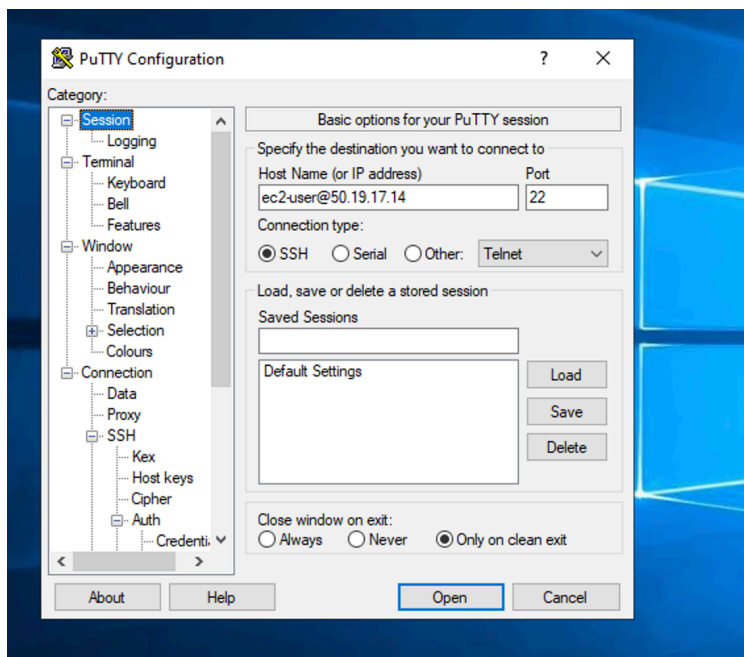 PuTTY Configuration
?
Category:
Session
Logging
Terminal
Keyboard
Bell
Features
Window
Appearance
Behaviour
Translation
Selection
Colours
Connection
Data
Proxy
SSH
Kex
Host keys
Cipher
Auth
Credenti
Basic options for your PuTTY session
Specify the destination you want to connect to
Host Name (or IP address) Port
ec2-user@50.19.17.14 22
Connection type:
SSH Serial Other: Telnet
Load, save or delete a stored session
Saved Sessions
Default Settings
Load
Save
Delete
Close window on exit:
Always Never Only on clean exit
About Help Open Cancel